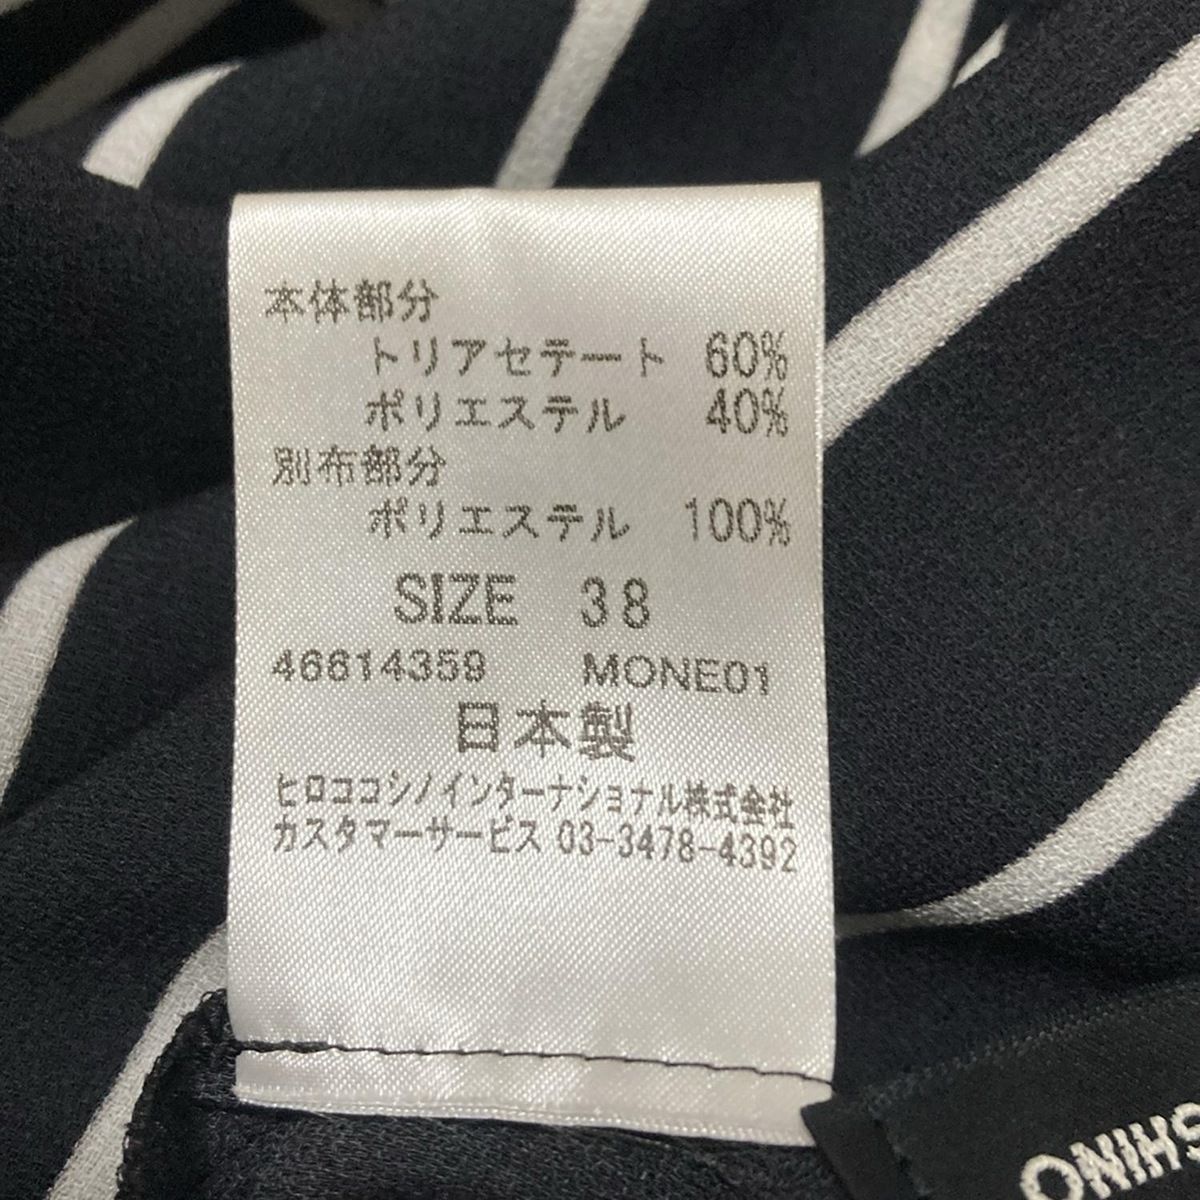 本体部分
トリアセテート 60%
ポリエステル 40%
別布部分
ポリエステル 100%
SIZE 38
46614359 MONE01
日本製
ヒロココシノインターナショナル株式会社
カスタマーサービス 03-3478-4392
SHINO